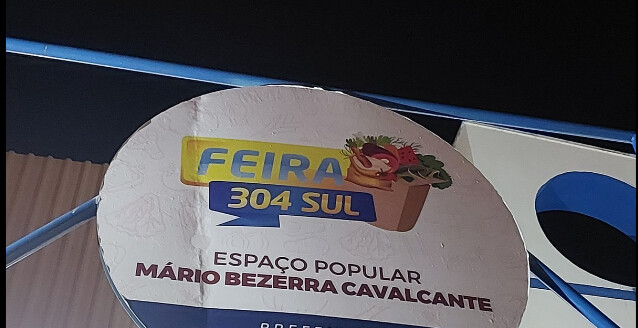 FEIRA
304 SUL
ESPAÇO POPULAR
MÁRIO BEZERRA CAVALCANTE